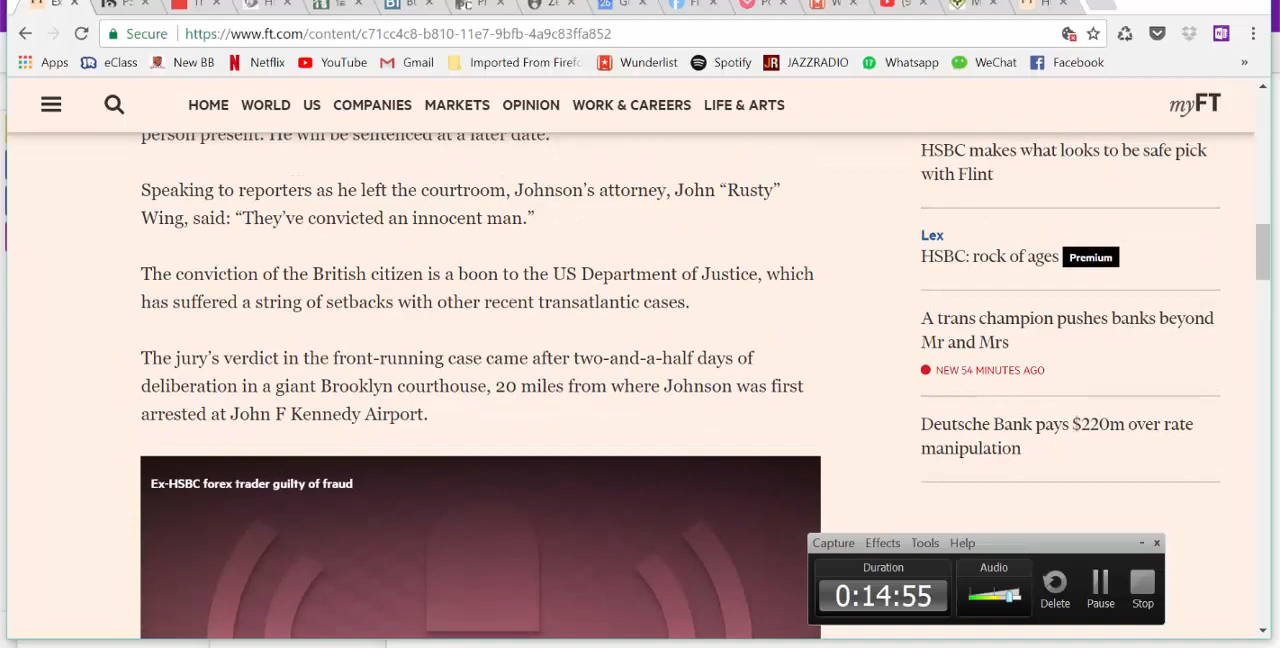 Secure https://www.ft.com/content/c71cc4c8-b810-11e7-9bfb-4a9c83ffa852
Apps eClass New BB Netflix YouTube Gmail Imported From Firefo Wunderlist Spotify JAZZRADIO Whatsapp WeChat Facebook »
HOME WORLD US COMPANIES MARKETS OPINION WORK & CAREERS LIFE & ARTS myFT
person present. He will be sentenced at a later date.
Speaking to reporters as he left the courtroom, Johnson’s attorney, John “Rusty”
Wing, said: “They’ve convicted an innocent man.”
The conviction of the British citizen is a boon to the US Department of Justice, which
has suffered a string of setbacks with other recent transatlantic cases.
The jury’s verdict in the front-running case came after two-and-a-half days of
deliberation in a giant Brooklyn courthouse, 20 miles from where Johnson was first
arrested at John F Kennedy Airport.
Ex-HSBC forex trader guilty of fraud
HSBC makes what looks to be safe pick
with Flint
Lex
HSBC: rock of ages Premium
A trans champion pushes banks beyond
Mr and Mrs
NEW 54 MINUTES AGO
Deutsche Bank pays $220m over rate
manipulation
Capture Effects Tools Help - x
Duration Audio
0:14:55
Delete Pause Stop